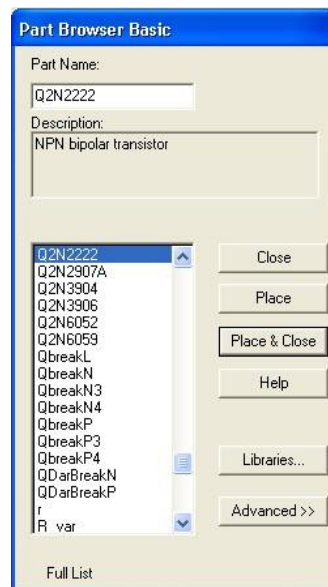 Part Browser Basic
Part Name:
Q2N2222
Description:
NPN bipolar transistor
Q2N2222
Q2N2907A
Q2N3904
Q2N3906
Q2N6052
Q2N6059
QbreakL
QbreakN
QbreakN3
QbreakN4
QbreakP
QbreakP3
QbreakP4
QDarBreakN
QDarBreakP
r
R_var
Close
Place
Place & Close
Help
Libraries...
Advanced >>
Full List